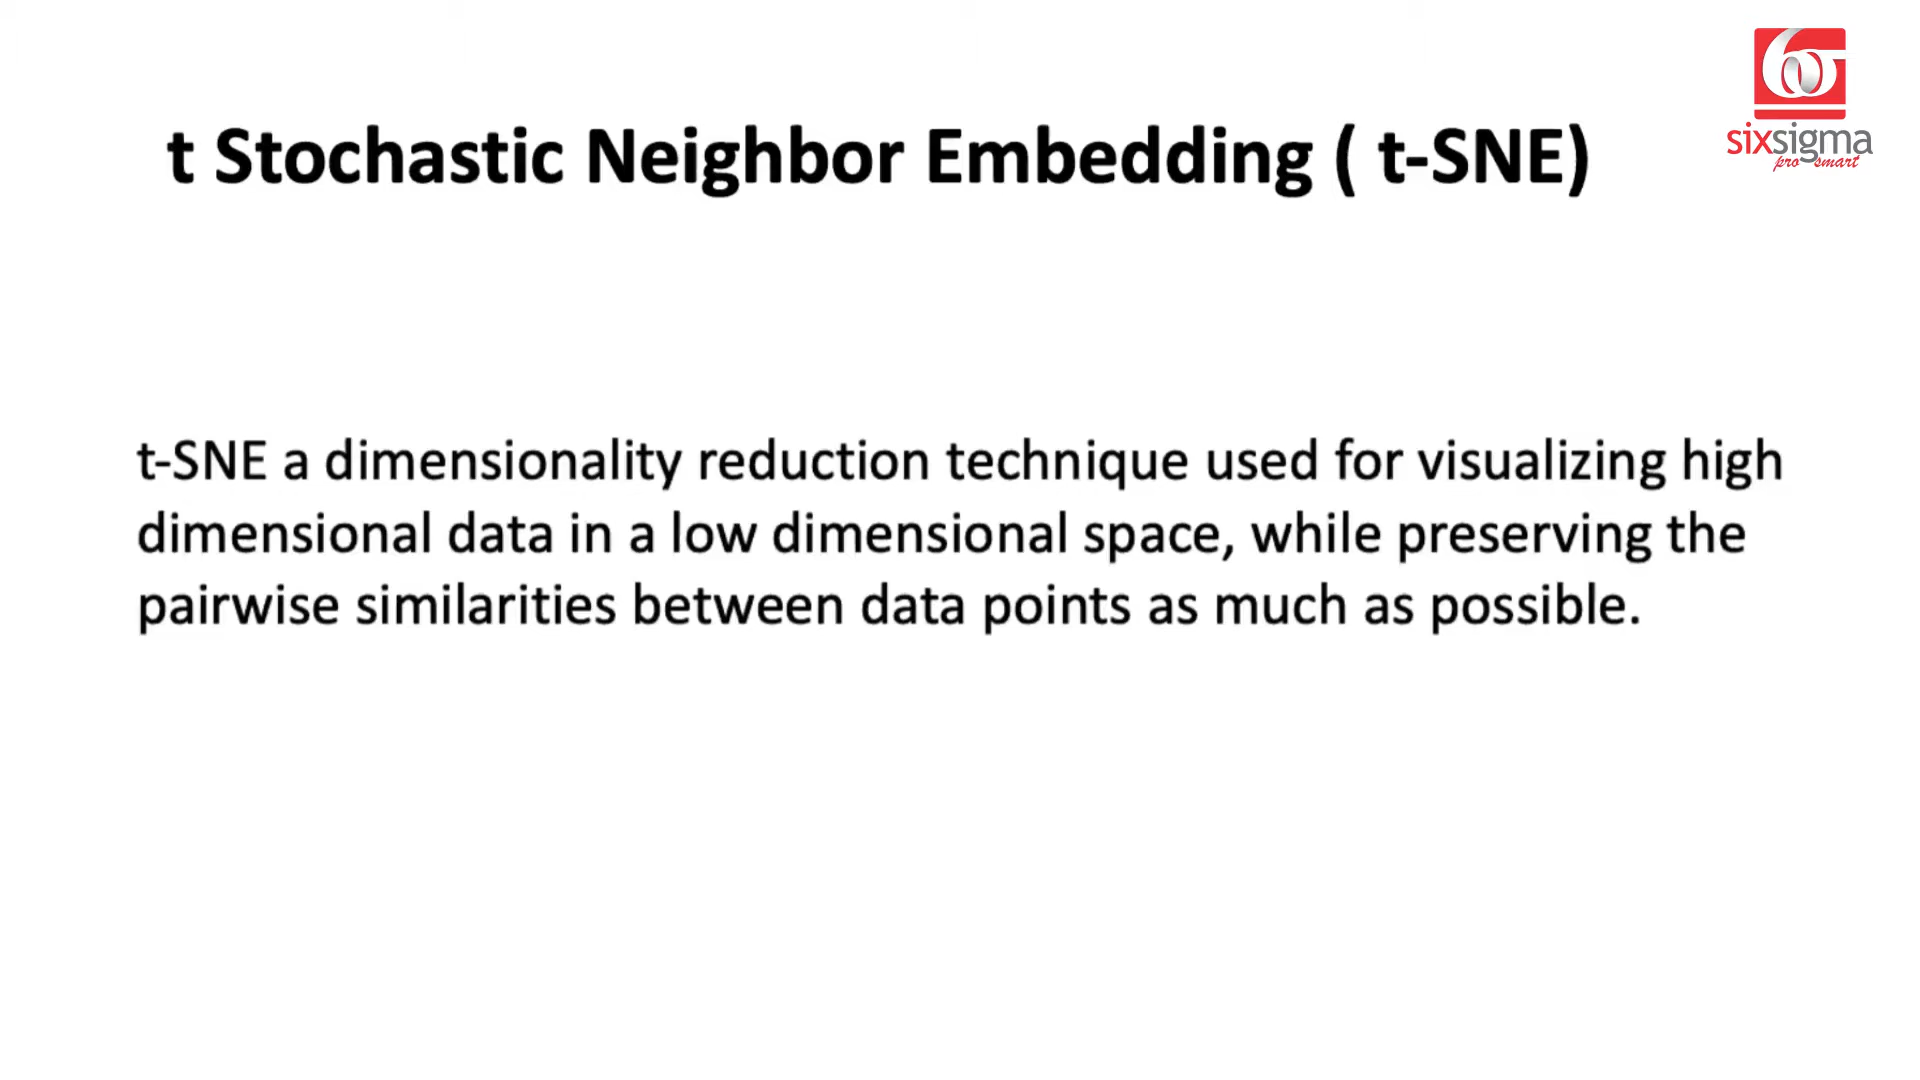 6σ
sixsigma
pro smart
t Stochastic Neighbor Embedding ( t-SNE)
t-SNE a dimensionality reduction technique used for visualizing high
dimensional data in a low dimensional space, while preserving the
pairwise similarities between data points as much as possible.